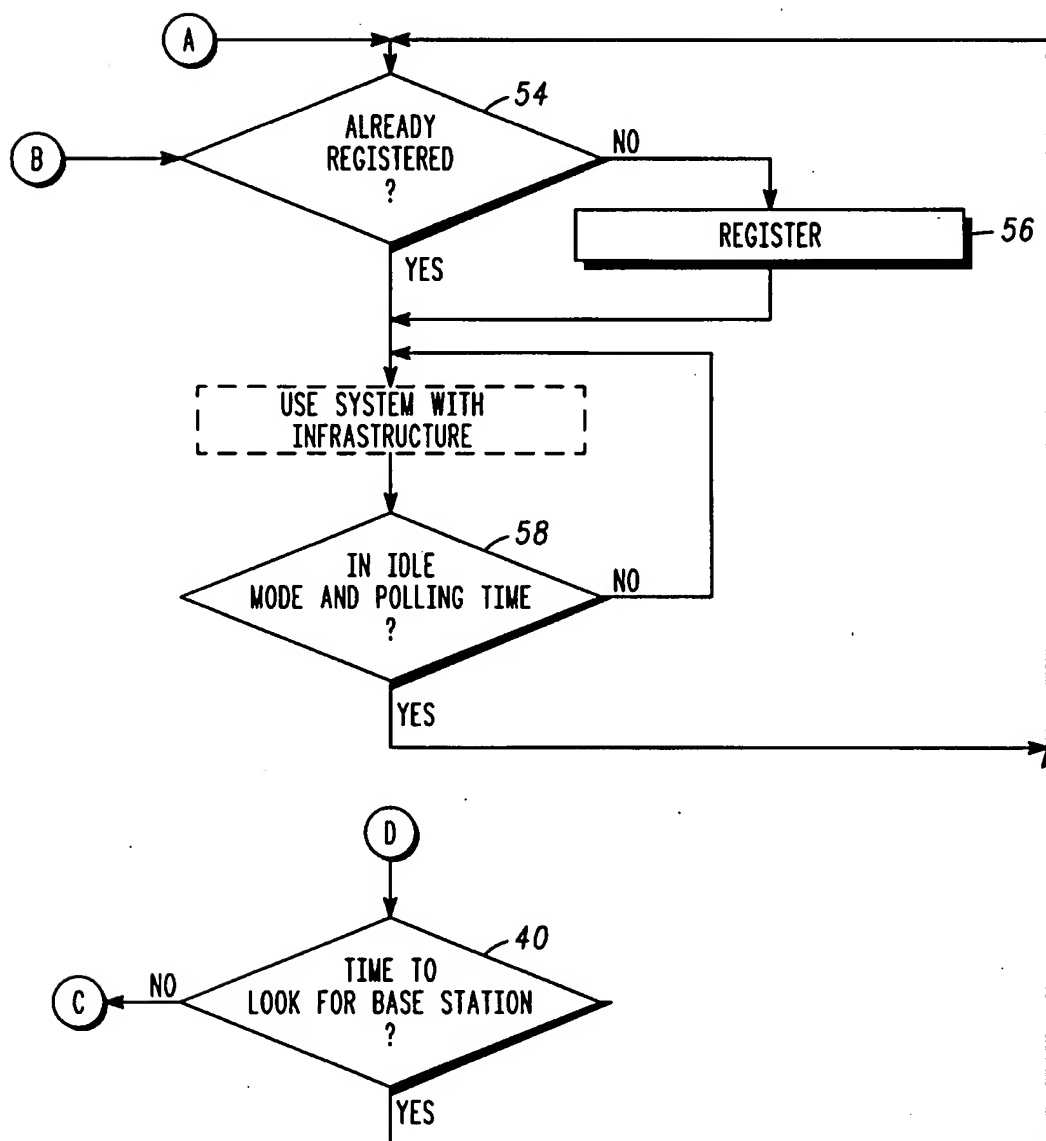 A
54
ALREADY
REGISTERED
?
B
NO
REGISTER
56
YES
USE SYSTEM WITH
INFRASTRUCTURE
58
IN IDLE
MODE AND POLLING TIME
?
NO
YES
D
40
TIME TO
LOOK FOR BASE STATION
?
NO
C
YES